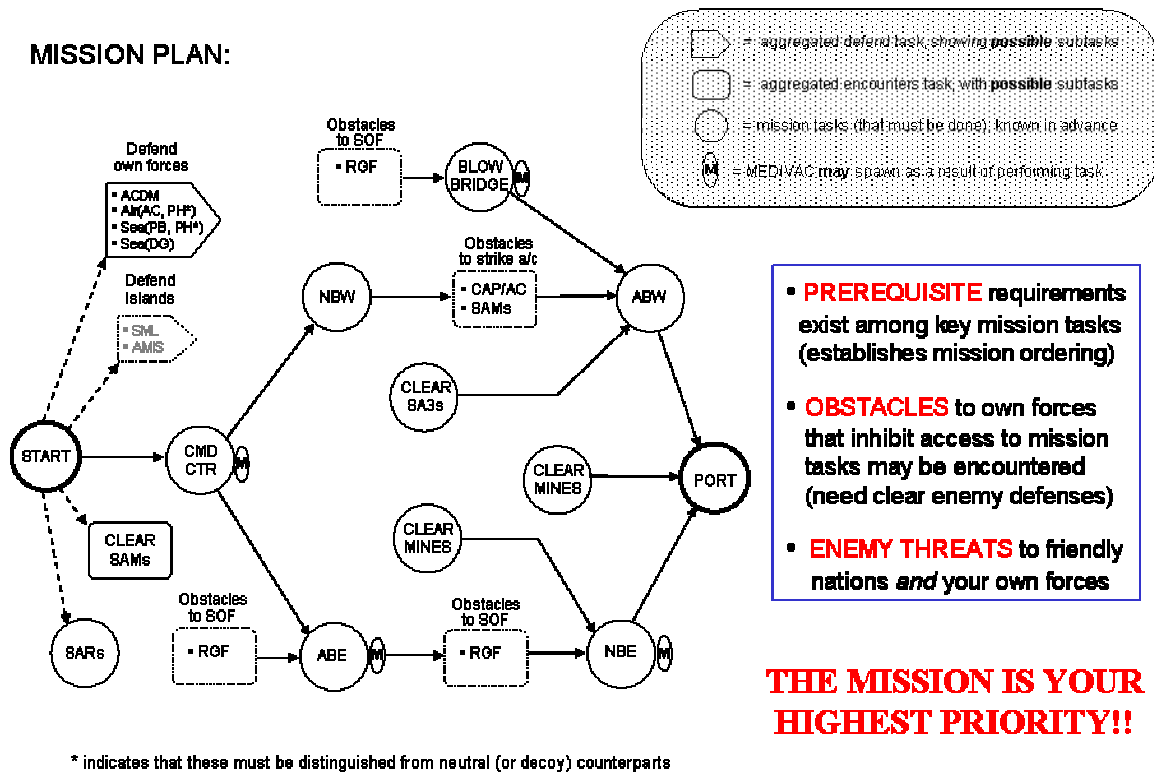 MISSION PLAN:
= aggregated defend task, showing possible subtasks
= aggregated encounters task, with possible subtasks
= mission tasks (that must be done), known in advance
M = MEDIVAC may spawn as a result of performing task.
Defend
own forces
▪ ACDM
▪ Air(AC, PH*)
▪ Sea(PB, PH*)
▪ Sea(DG)
Defend
islands
▪ SML
▪ AMIS
Obstacles
to SOF
▪ RGF
BLOW
BRIDGE
M
NBW
Obstacles
to strike a/c
▪ CAP/AC
▪ SAMs
ABW
CLEAR
SA3s
START
CMD
CTR
M
CLEAR
MINES
PORT
CLEAR
SAMs
CLEAR
MINES
SARs
Obstacles
to SOF
▪ RGF
ABE
M
Obstacles
to SOF
▪ RGF
NBE
M
• PREREQUISITE requirements
exist among key mission tasks
(establishes mission ordering)
• OBSTACLES to own forces
that inhibit access to mission
tasks may be encountered
(need clear enemy defenses)
• ENEMY THREATS to friendly
nations and your own forces
THE MISSION IS YOUR
HIGHEST PRIORITY!!
* indicates that these must be distinguished from neutral (or decoy) counterparts